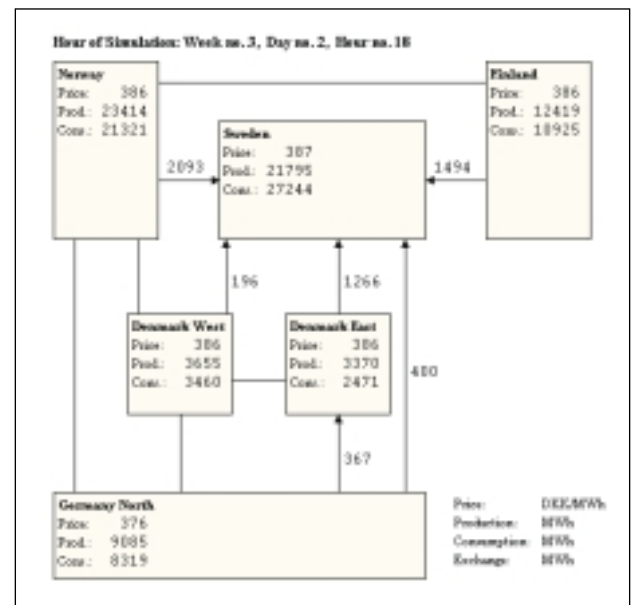 Hour of Simulation: Week no. 3, Day no. 2, Hour no. 18
Norway
Price: 386
Prod.: 23414
Cons.: 21321
Finland
Price: 386
Prod.: 12419
Cons.: 10925
Sweden
Price: 387
Prod.: 21795
Cons.: 27244
2093
1494
196
1266
Denmark West
Price: 386
Prod.: 3655
Cons.: 3460
Denmark East
Price: 386
Prod.: 3370
Cons.: 2471
400
367
Germany North
Price: 376
Prod.: 9085
Cons.: 8319
Price: DKK/MWh
Production: MWh
Consumption: MWh
Exchange: MWh